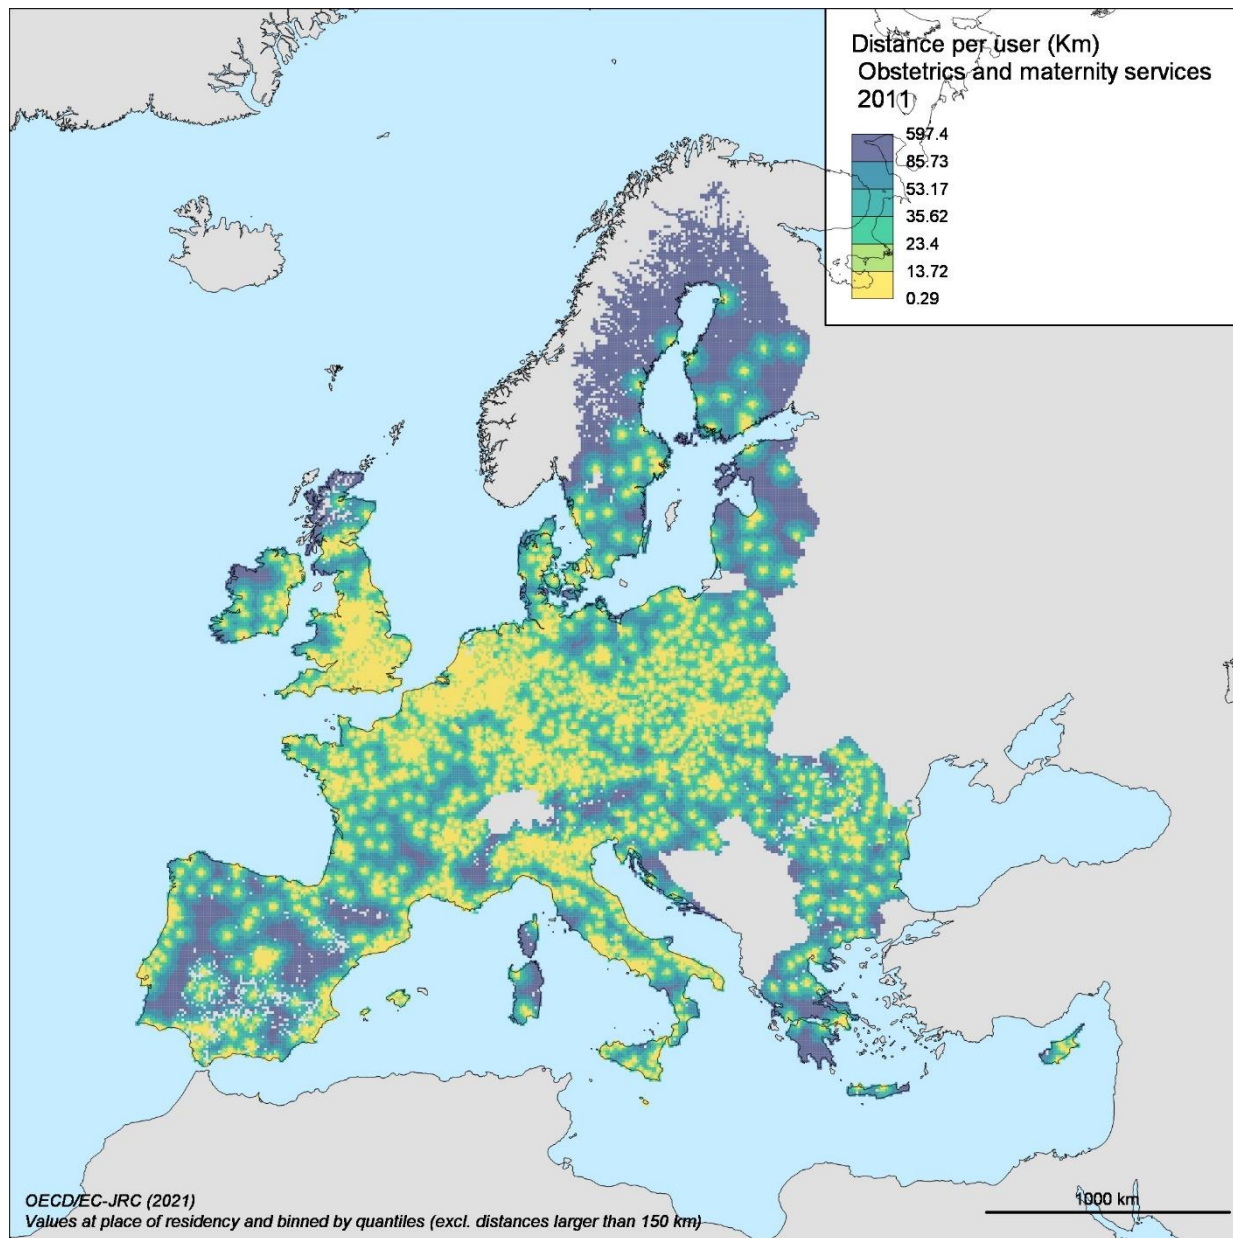 Distance per user (Km)
Obstetrics and maternity services
2011
597.4
85.73
53.17
35.62
23.4
13.72
0.29
OECD/EC-JRC (2021)
Values at place of residency and binned by quantiles (excl. distances larger than 150 km)
1000 km